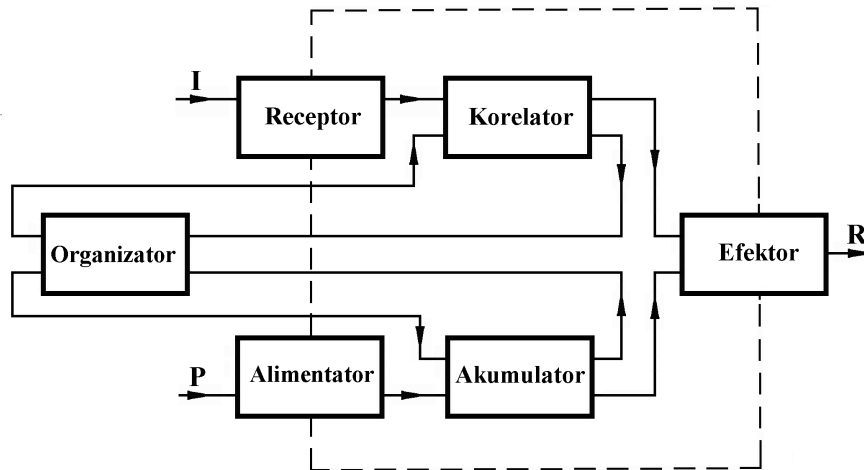 I
Receptor
Korelator
Organizator
Efektor
R
P
Alimentator
Akumulator